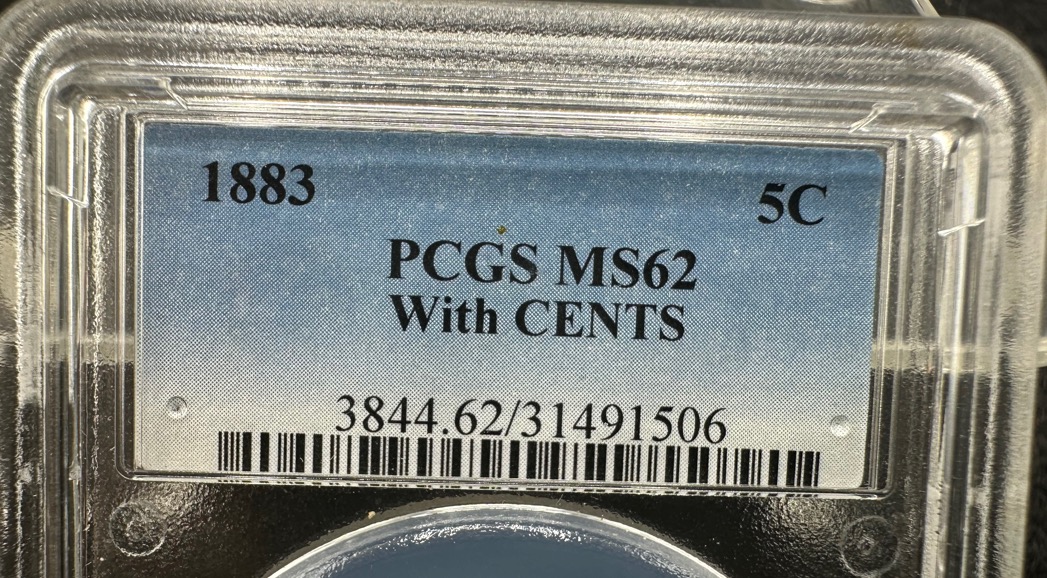 1883 5C
PCGS MS62
With CENTS
3844.62/31491506